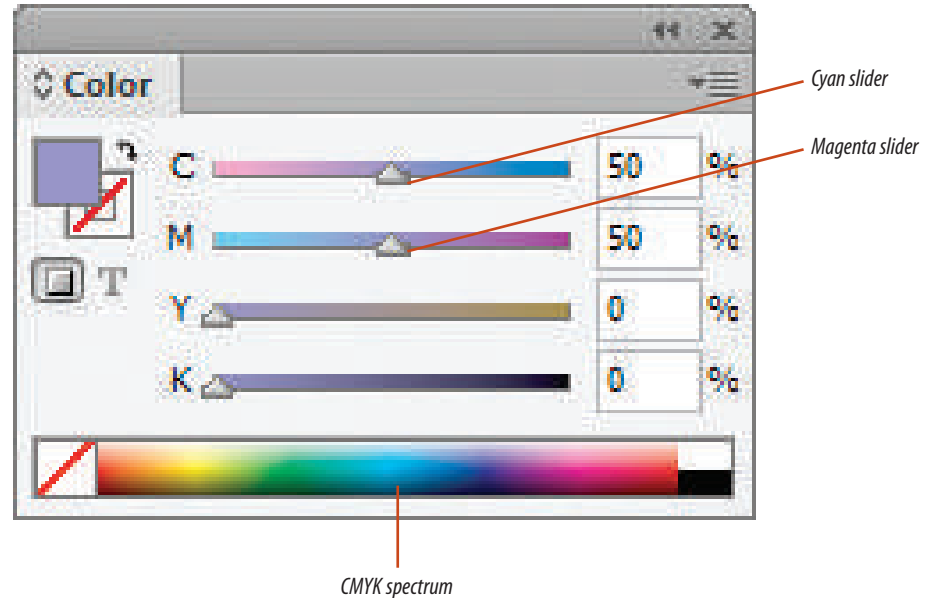 Color
Cyan slider
Magenta slider
C 50 %
M 50 %
T
Y 0 %
K 0 %
CMYK spectrum